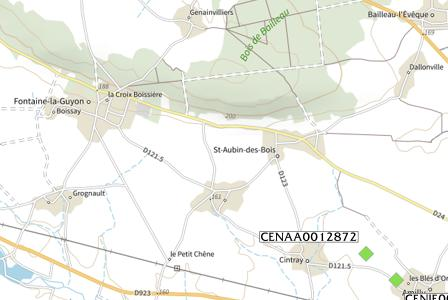 Genainvilliers
Bois de Bailleau
Bailleau-l'Évêque
Dallonville
188
la Croix Boissière
Fontaine-la-Guyon
Boissay
200
D121.5
St-Aubin-des-Bois
D123
Grognault
161
D24
CENAA0012872
le Petit Chêne
Cintray
D121.5
les Blés d'Or
Amilly
D923
160